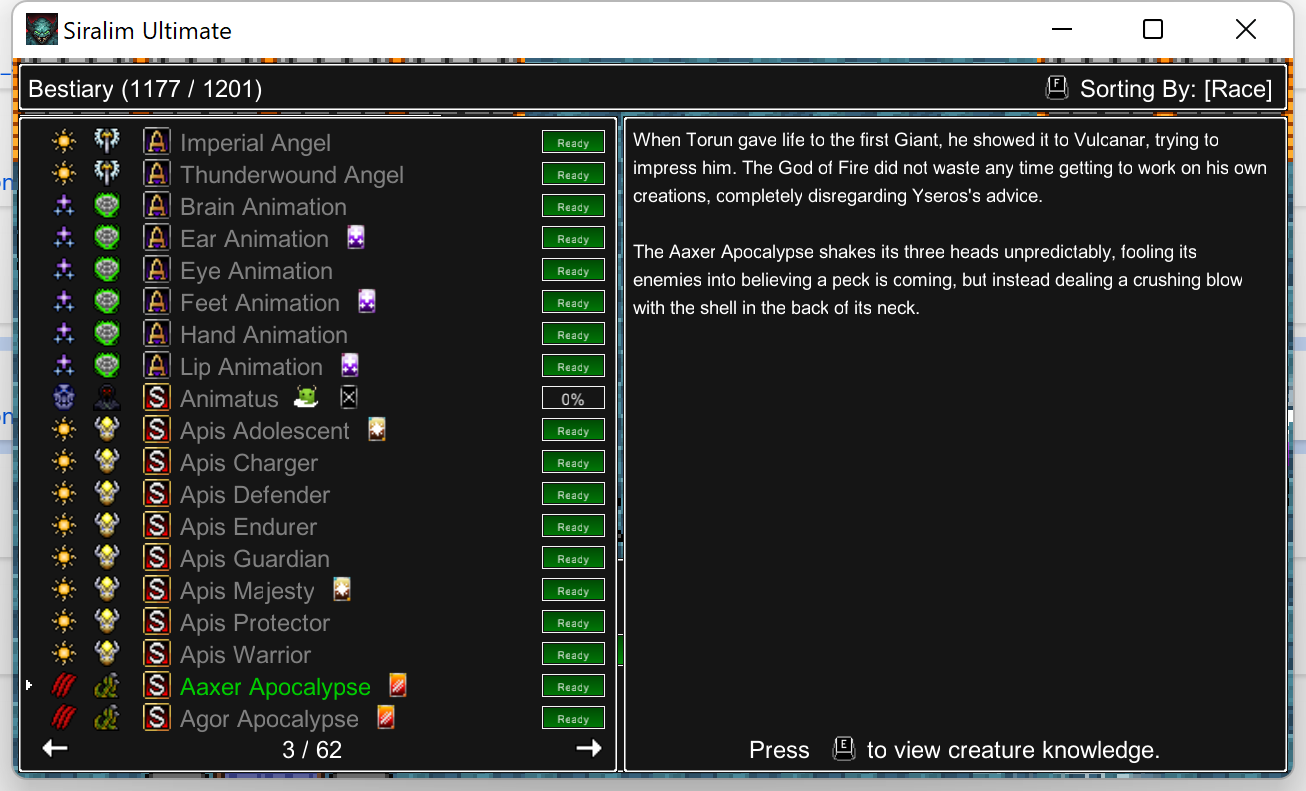 Siralim Ultimate
Bestiary (1177 / 1201)
F
Sorting By: [Race]
A Imperial Angel Ready
A Thunderwound Angel Ready
A Brain Animation Ready
A Ear Animation Ready
A Eye Animation Ready
A Feet Animation Ready
A Hand Animation Ready
A Lip Animation Ready
S Animatus 0%
S Apis Adolescent Ready
S Apis Charger Ready
S Apis Defender Ready
S Apis Endurer Ready
S Apis Guardian Ready
S Apis Majesty Ready
S Apis Protector Ready
S Apis Warrior Ready
S Aaxer Apocalypse Ready
S Agor Apocalypse Ready
3 / 62
When Torun gave life to the first Giant, he showed it to Vulcanar, trying to
impress him. The God of Fire did not waste any time getting to work on his own
creations, completely disregarding Yseros's advice.
The Aaxer Apocalypse shakes its three heads unpredictably, fooling its
enemies into believing a peck is coming, but instead dealing a crushing blow
with the shell in the back of its neck.
Press E to view creature knowledge.